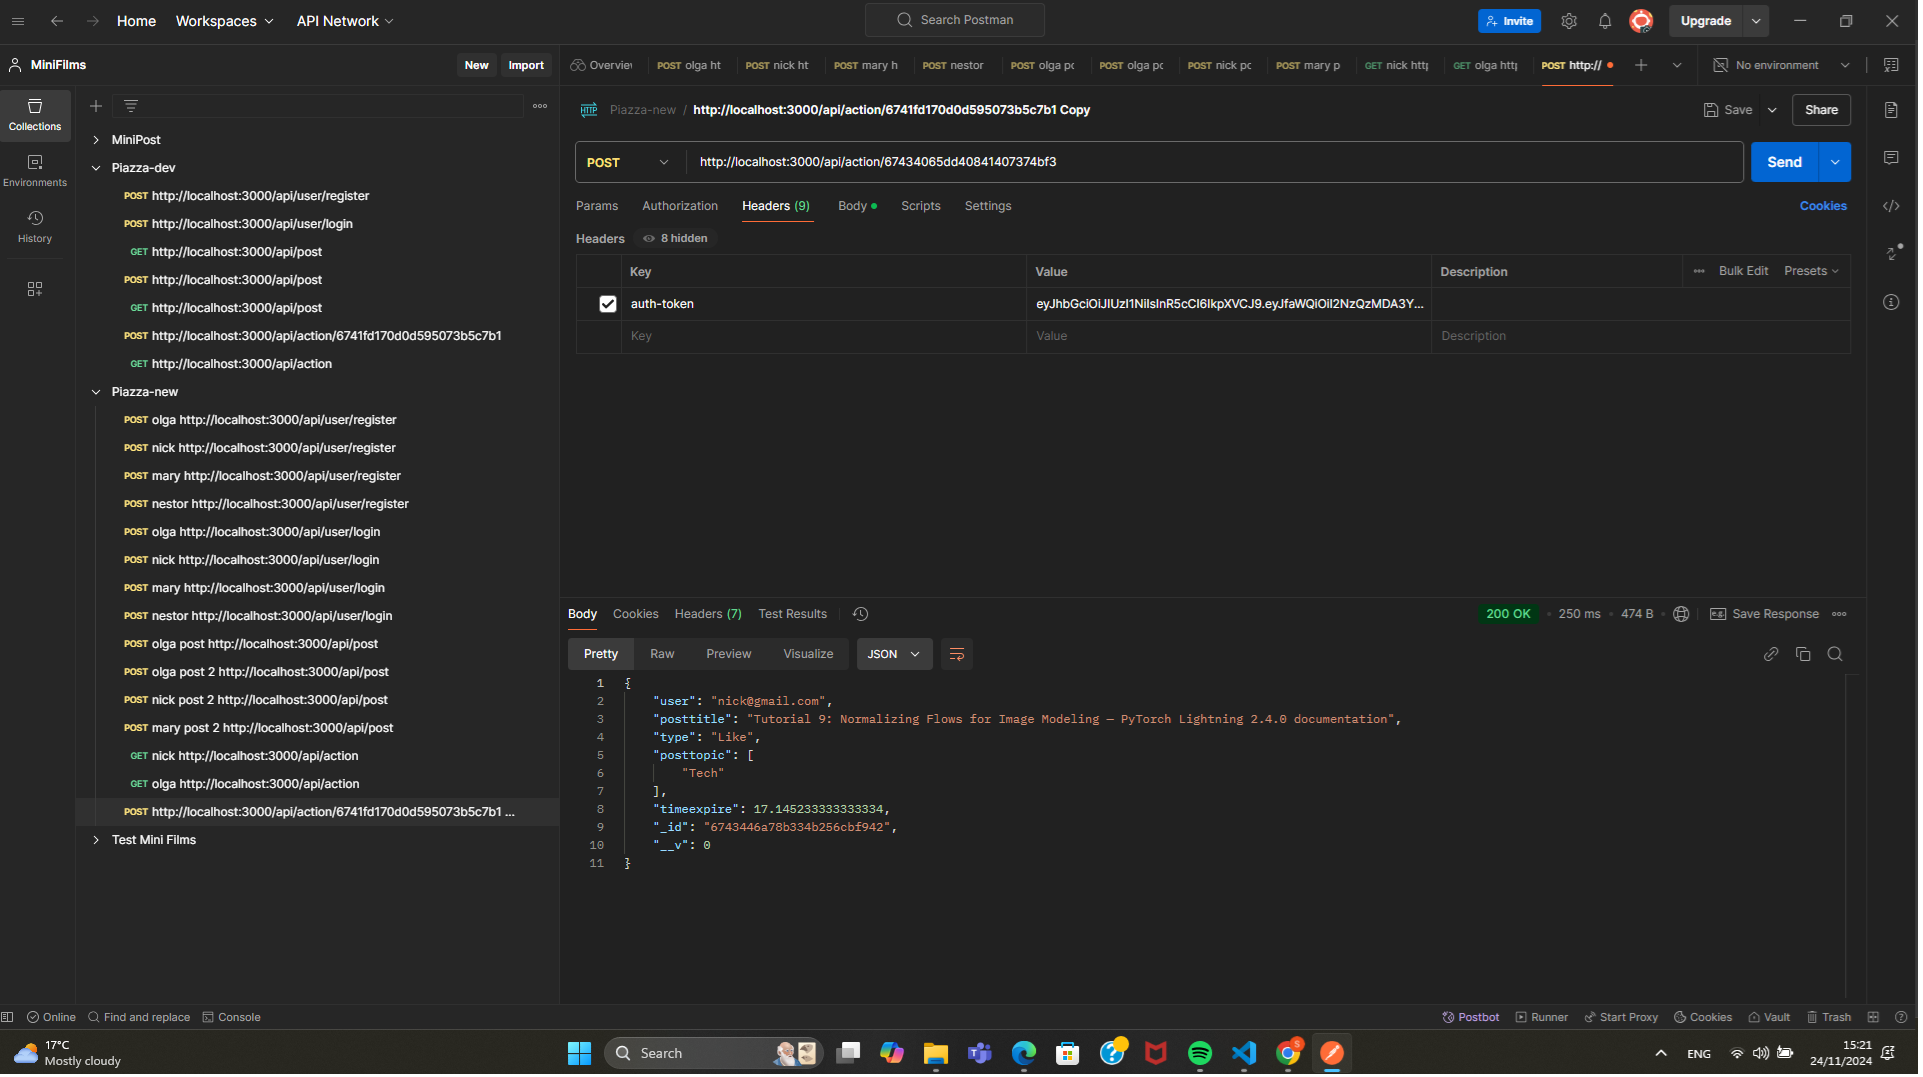 Home
Workspaces
API Network
Search Postman
Invite
Upgrade
MiniFilms
New
Import
Overview
POST olga ht
POST nick ht
POST mary h
POST nestor
POST olga pc
POST olga pc
POST nick pc
POST mary p
GET nick http
GET olga http
POST http://
No environment
Collections
Environments
History
MiniPost
Piazza-dev
POST http://localhost:3000/api/user/register
POST http://localhost:3000/api/user/login
GET http://localhost:3000/api/post
POST http://localhost:3000/api/post
GET http://localhost:3000/api/post
POST http://localhost:3000/api/action/6741fd170d0d595073b5c7b1
GET http://localhost:3000/api/action
Piazza-new
POST olga http://localhost:3000/api/user/register
POST nick http://localhost:3000/api/user/register
POST mary http://localhost:3000/api/user/register
POST nestor http://localhost:3000/api/user/register
POST olga http://localhost:3000/api/user/login
POST nick http://localhost:3000/api/user/login
POST mary http://localhost:3000/api/user/login
POST nestor http://localhost:3000/api/user/login
POST olga post http://localhost:3000/api/post
POST olga post 2 http://localhost:3000/api/post
POST nick post 2 http://localhost:3000/api/post
POST mary post 2 http://localhost:3000/api/post
GET nick http://localhost:3000/api/action
GET olga http://localhost:3000/api/action
POST http://localhost:3000/api/action/6741fd170d0d595073b5c7b1 ...
Test Mini Films
HTTP Piazza-new / http://localhost:3000/api/action/6741fd170d0d595073b5c7b1 Copy
Save
Share
POST
http://localhost:3000/api/action/67434065dd40841407374bf3
Send
Params
Authorization
Headers (9)
Body
Scripts
Settings
Cookies
Headers
8 hidden
Key
Value
Description
Bulk Edit
Presets
auth-token
eyJhbGciOiJIUzI1NiIsInR5cCI6IkpXVCJ9.eyJfaWQiOiI2NzQzMDA3Y...
Key
Value
Description
Body
Cookies
Headers (7)
Test Results
200 OK
250 ms
474 B
Save Response
Pretty
Raw
Preview
Visualize
JSON
1 {
2 "user": "nick@gmail.com",
3 "posttitle": "Tutorial 9: Normalizing Flows for Image Modeling — PyTorch Lightning 2.4.0 documentation",
4 "type": "Like",
5 "posttopic": [
6 "Tech"
7 ],
8 "timeexpire": 17.145233333333334,
9 "_id": "6743446a78b334b256cbf942",
10 "__v": 0
11 }
Online
Find and replace
Console
Postbot
Runner
Start Proxy
Cookies
Vault
Trash
17°C
Mostly cloudy
Search
ENG
15:21
24/11/2024